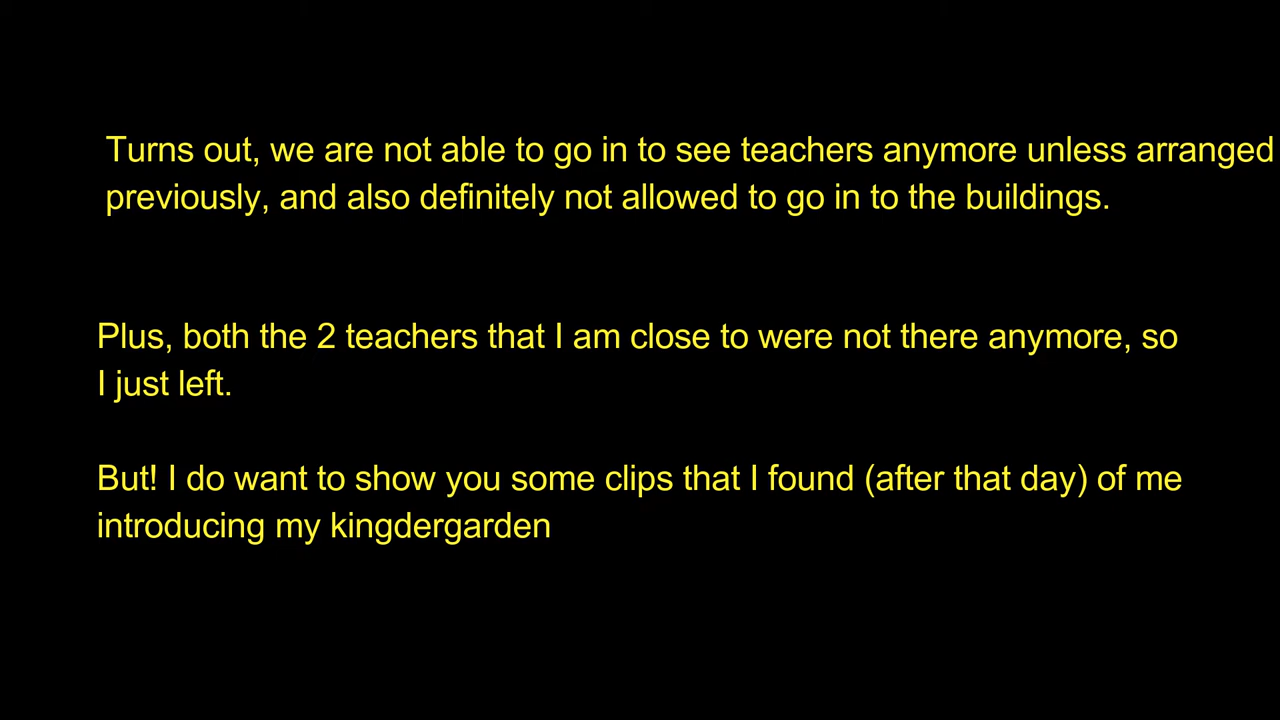 Turns out, we are not able to go in to see teachers anymore unless arranged
previously, and also definitely not allowed to go in to the buildings.
Plus, both the 2 teachers that I am close to were not there anymore, so
I just left.
But! I do want to show you some clips that I found (after that day) of me
introducing my kingdergarden